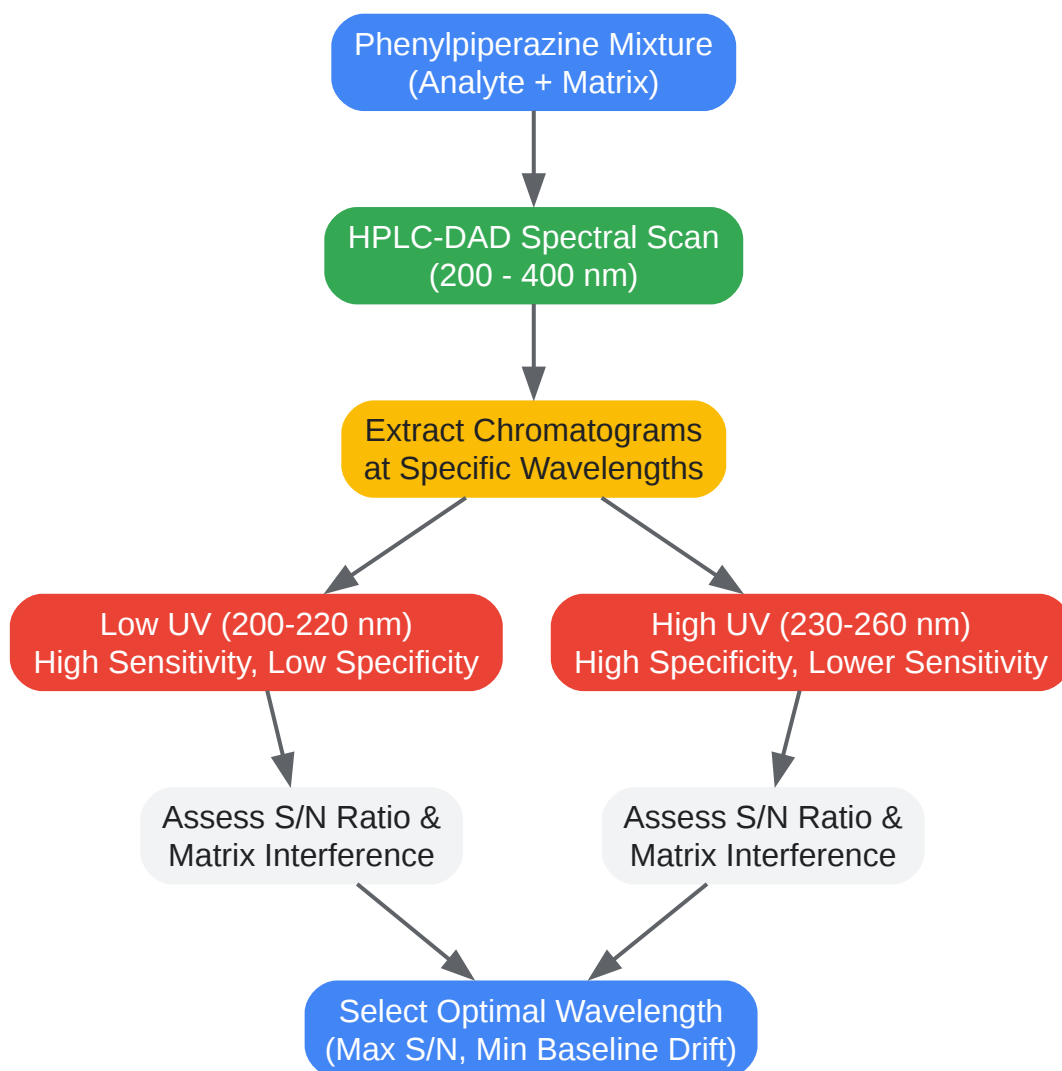 Phenylpiperazine Mixture
(Analyte + Matrix)
HPLC-DAD Spectral Scan
(200 - 400 nm)
Extract Chromatograms
at Specific Wavelengths
Low UV (200-220 nm)
High Sensitivity, Low Specificity
High UV (230-260 nm)
High Specificity, Lower Sensitivity
Assess S/N Ratio &
Matrix Interference
Assess S/N Ratio &
Matrix Interference
Select Optimal Wavelength
(Max S/N, Min Baseline Drift)